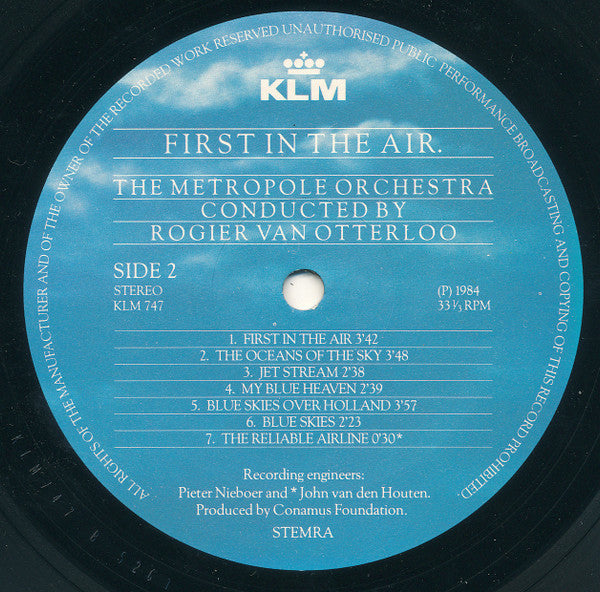 ALL RIGHTS OF THE MANUFACTURER AND OF THE OWNER OF THE RECORDED WORK RESERVED UNAUTHORISED PUBLIC PERFORMANCE BROADCASTING AND COPYING OF THIS RECORD PROHIBITED.
KLM
FIRST IN THE AIR.
THE METROPOLE ORCHESTRA
CONDUCTED BY
ROGIER VAN OTTERLOO
SIDE 2
STEREO (P) 1984
KLM 747 33 1/3 RPM
1. FIRST IN THE AIR 3'42
2. THE OCEANS OF THE SKY 3'48
3. JET STREAM 2'38
4. MY BLUE HEAVEN 2'39
5. BLUE SKIES OVER HOLLAND 3'57
6. BLUE SKIES 2'23
7. THE RELIABLE AIRLINE 0'30*
Recording engineers:
Pieter Nieboer and * John van den Houten.
Produced by Conamus Foundation.
STEMRA